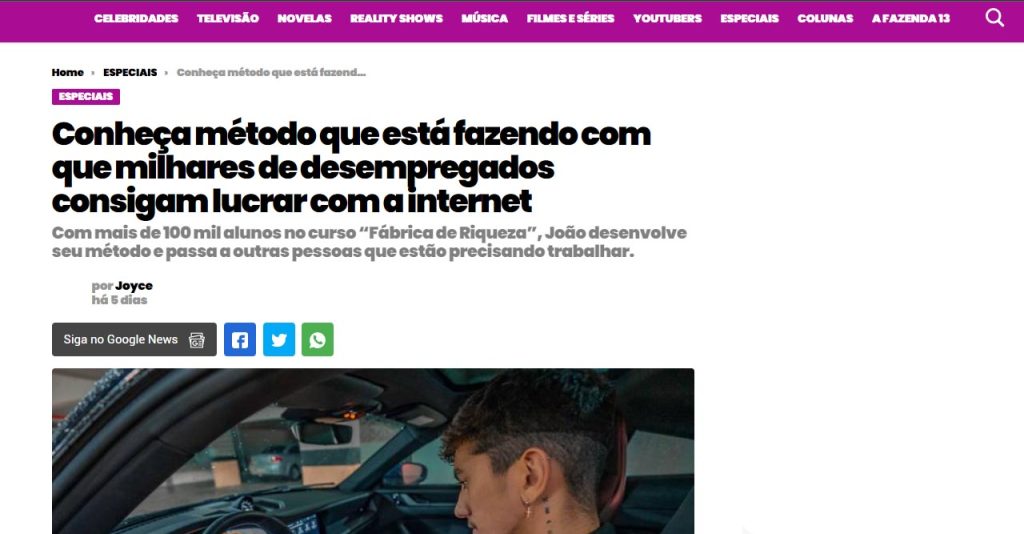 CELEBRIDADES TELEVISÃO NOVELAS REALITY SHOWS MÚSICA FILMES E SÉRIES YOUTUBERS ESPECIAIS COLUNAS A FAZENDA 13
Home › ESPECIAIS › Conheça método que está fazend...
ESPECIAIS
Conheça método que está fazendo com
que milhares de desempregados
consigam lucrar com a internet
Com mais de 100 mil alunos no curso “Fábrica de Riqueza”, João desenvolve
seu método e passa a outras pessoas que estão precisando trabalhar.
por Joyce
há 5 dias
Siga no Google News